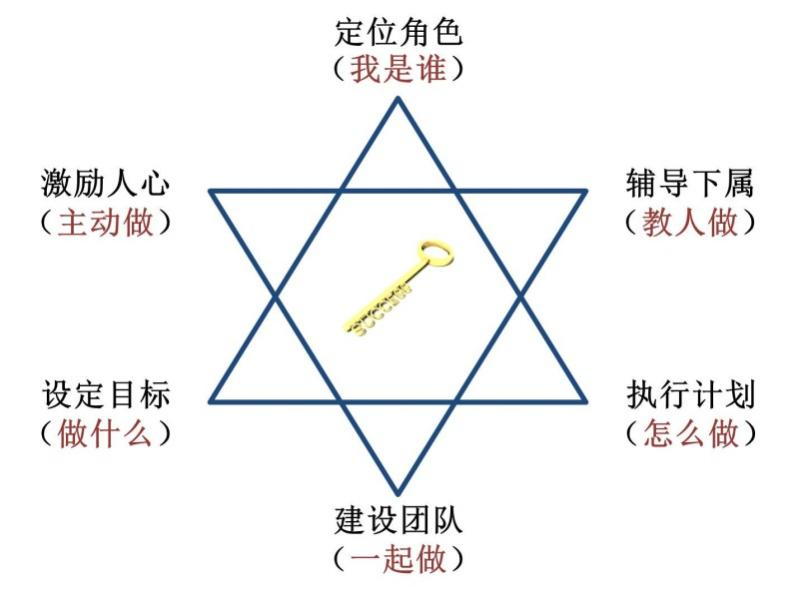 定位角色
（我是谁）
激励人心
（主动做）
辅导下属
（教人做）
SUCCESS
设定目标
（做什么）
执行计划
（怎么做）
建设团队
（一起做）